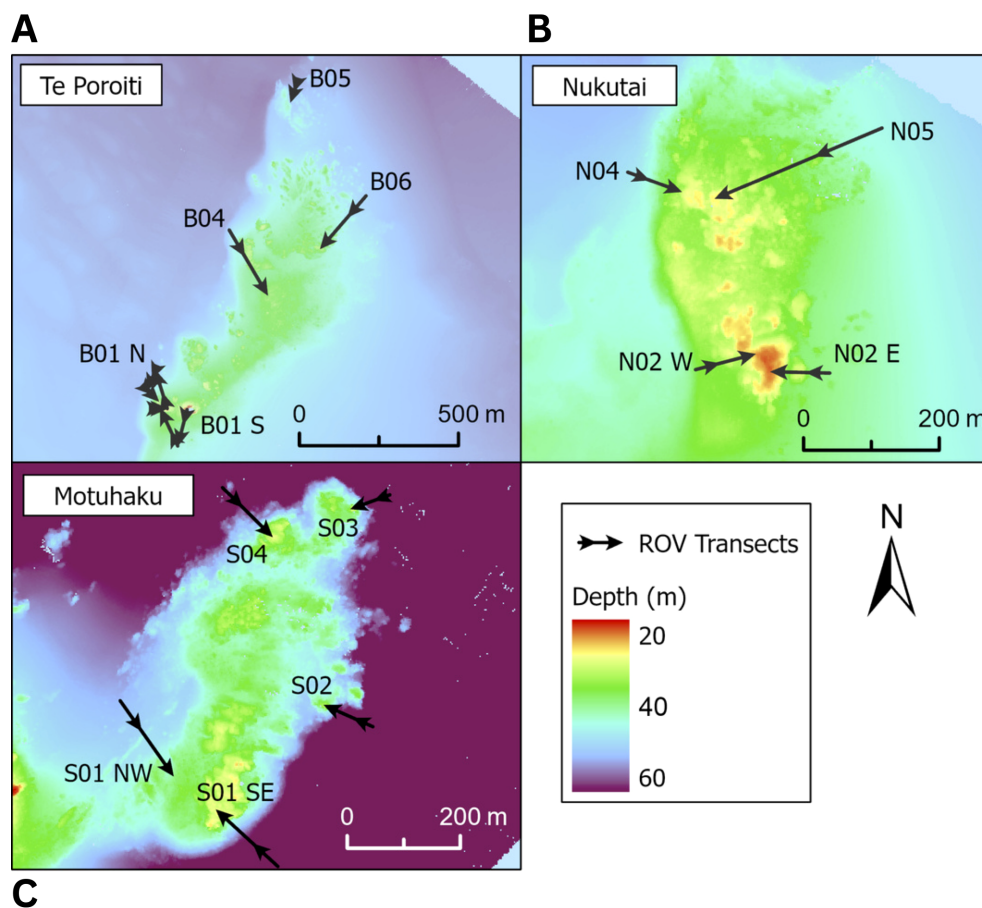 A
B
Te Poroiti
B05
B06
B04
B01 N
B01 S
0 500 m
Nukutai
N05
N04
N02 W
N02 E
0 200 m
Motuhaku
S03
S04
S02
S01 NW
S01 SE
0 200 m
ROV Transects
Depth (m)
20
40
60
N
C